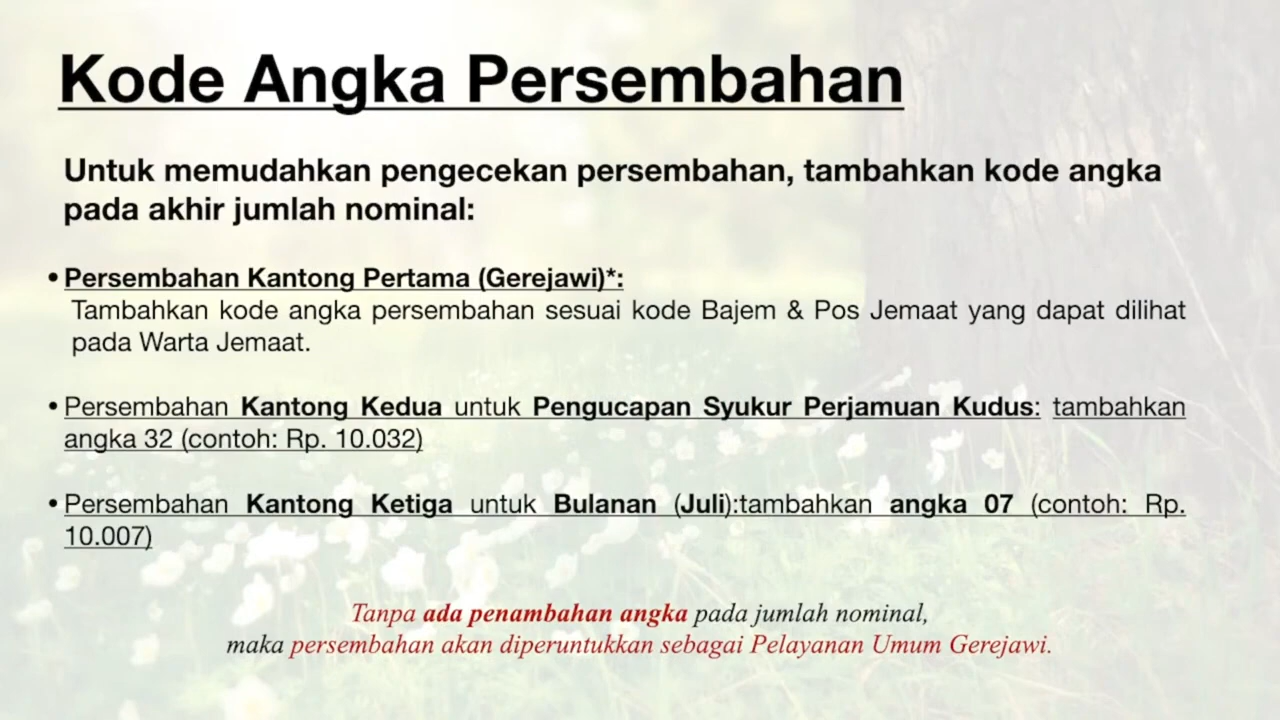 Kode Angka Persembahan
Untuk memudahkan pengecekan persembahan, tambahkan kode angka
pada akhir jumlah nominal:
• Persembahan Kantong Pertama (Gerejawi)*:
Tambahkan kode angka persembahan sesuai kode Bajem & Pos Jemaat yang dapat dilihat
pada Warta Jemaat.
• Persembahan Kantong Kedua untuk Pengucapan Syukur Perjamuan Kudus: tambahkan
angka 32 (contoh: Rp. 10.032)
• Persembahan Kantong Ketiga untuk Bulanan (Juli):tambahkan angka 07 (contoh: Rp.
10.007)
Tanpa ada penambahan angka pada jumlah nominal,
maka persembahan akan diperuntukkan sebagai Pelayanan Umum Gerejawi.